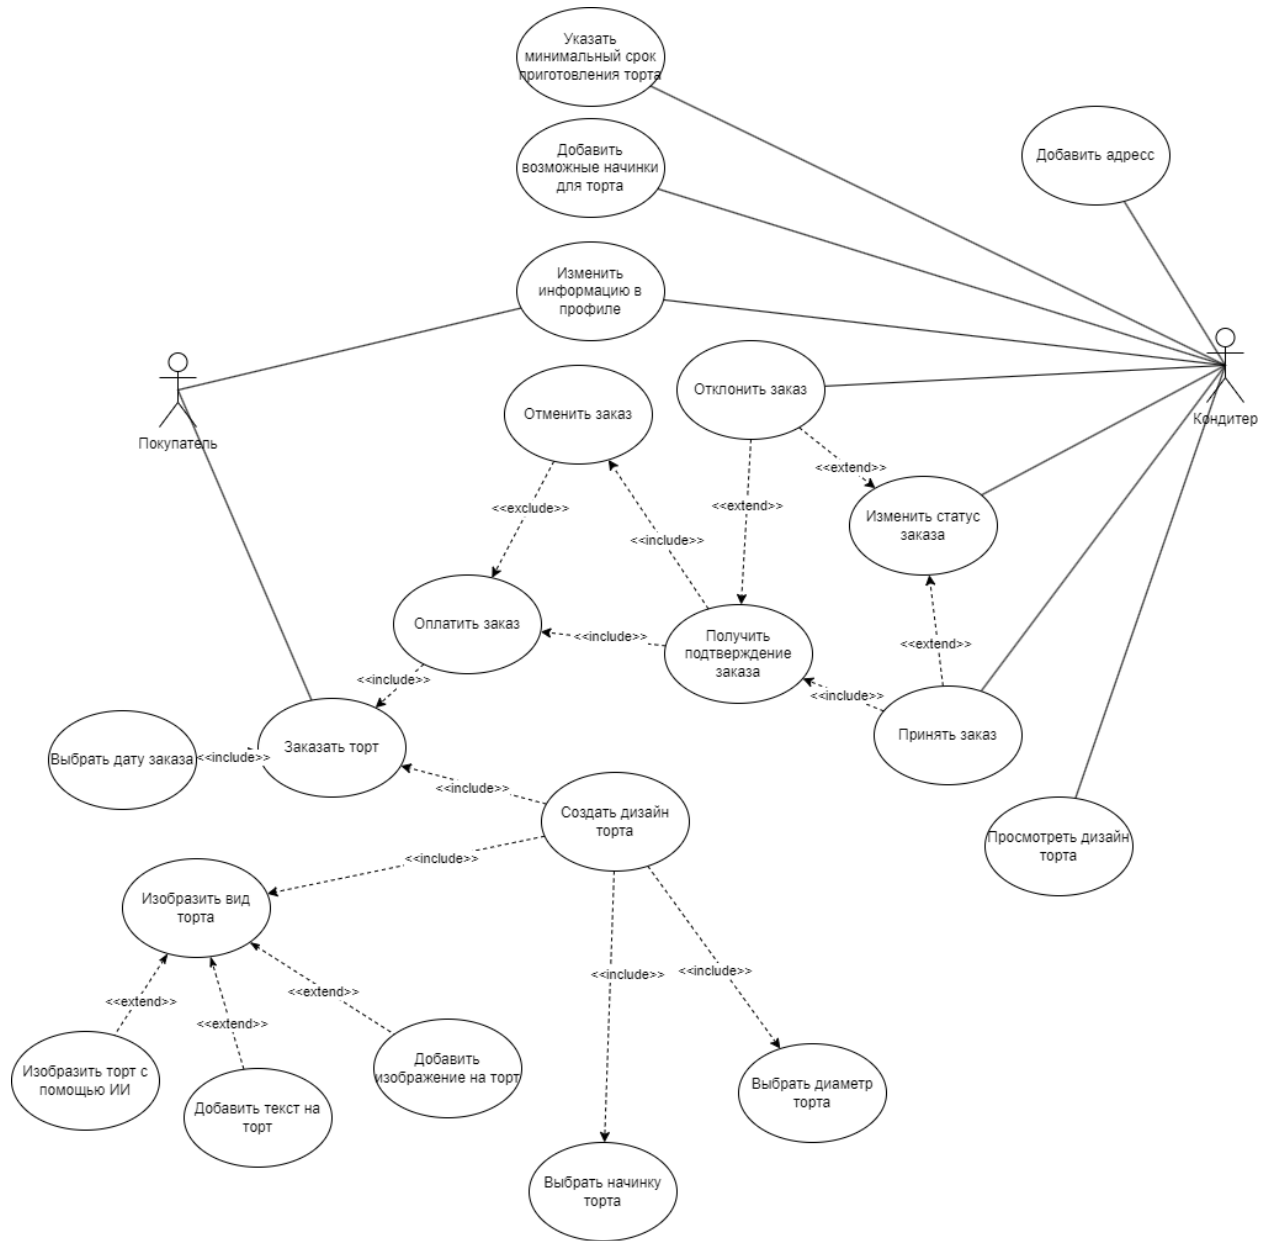 Указать
минимальный срок
приготовления торта
Добавить
возможные начинки
для торта
Добавить адресс
Изменить
информацию в
профиле
Покупатель
Кондитер
Отменить заказ
Отклонить заказ
<<extend>>
<<exclude>>
<<extend>>
Изменить статус
заказа
<<include>>
Оплатить заказ
<<include>>
Получить
подтверждение
заказа
<<extend>>
<<include>>
<<include>>
Выбрать дату заказа
<<include>>
Заказать торт
Принять заказ
<<include>>
Создать дизайн
торта
Просмотреть дизайн
торта
<<include>>
Изобразить вид
торта
<<extend>>
<<extend>>
<<extend>>
<<include>>
<<include>>
Изобразить торт с
помощью ИИ
Добавить текст на
торт
Добавить
изображение на торт
Выбрать диаметр
торта
Выбрать начинку
торта